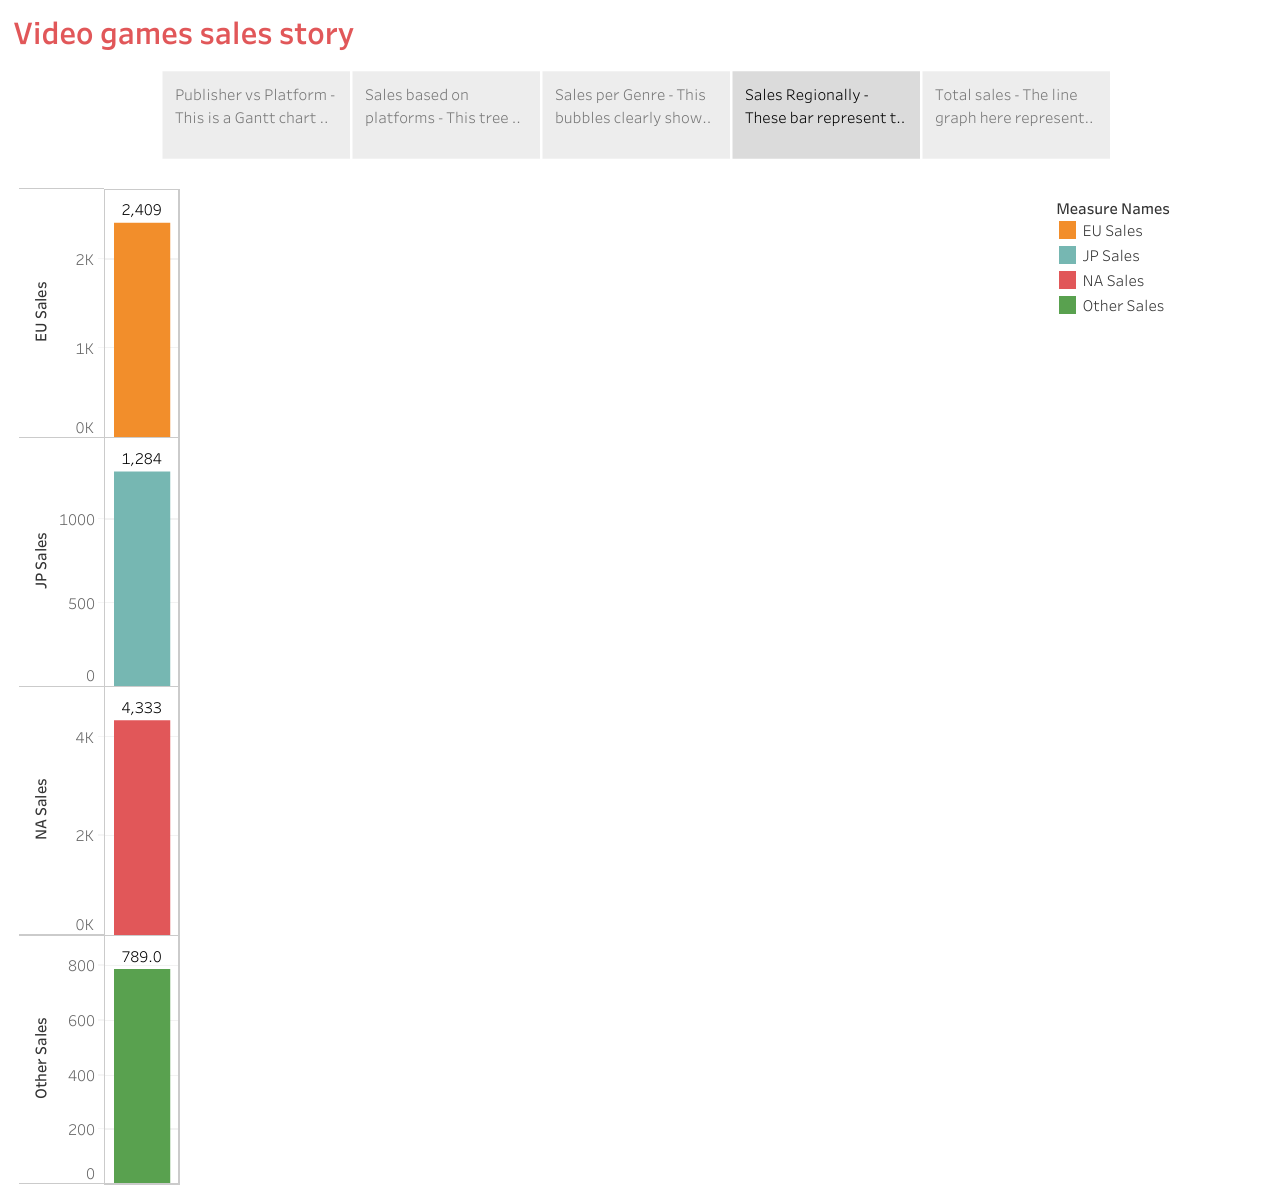 Video games sales story
Publisher vs Platform -
This is a Gantt chart ..
Sales based on
platforms - This tree ..
Sales per Genre - This
bubbles clearly show..
Sales Regionally -
These bar represent t..
Total sales - The line
graph here represent..
Measure Names
EU Sales
JP Sales
NA Sales
Other Sales
EU Sales
2,409
2K
1K
0K
JP Sales
1,284
1000
500
0
NA Sales
4,333
4K
2K
0K
Other Sales
789.0
800
600
400
200
0